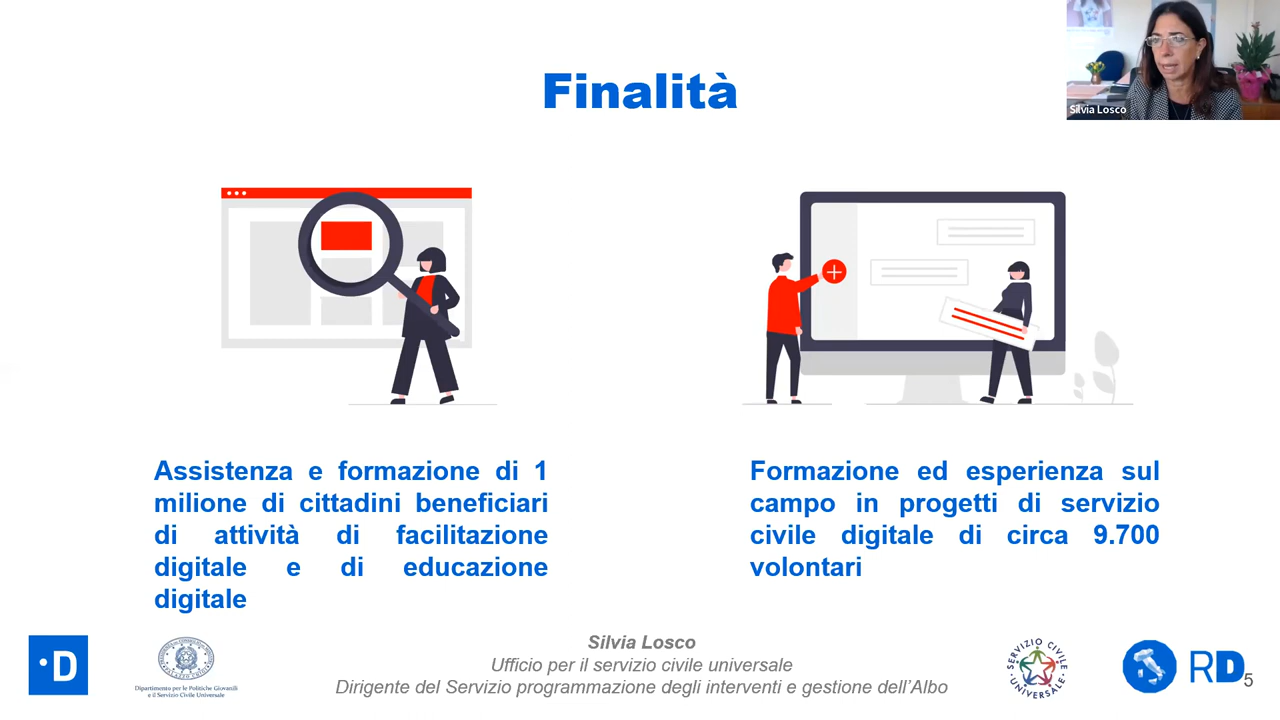 Finalità
Silvia Losco
Assistenza e formazione di 1
milione di cittadini beneficiari
di attività di facilitazione
digitale e di educazione
digitale
Formazione ed esperienza sul
campo in progetti di servizio
civile digitale di circa 9.700
volontari
·D
Dipartimento per le Politiche Giovanili
e il Servizio Civile Universale
Silvia Losco
Ufficio per il servizio civile universale
Dirigente del Servizio programmazione degli interventi e gestione dell'Albo
SERVIZIO CIVILE
UNIVERSALE
RD
5